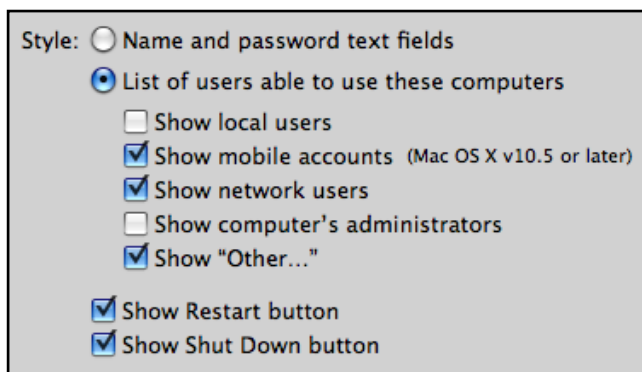 Style: Name and password text fields
List of users able to use these computers
Show local users
Show mobile accounts (Mac OS X v10.5 or later)
Show network users
Show computer’s administrators
Show “Other…”
Show Restart button
Show Shut Down button